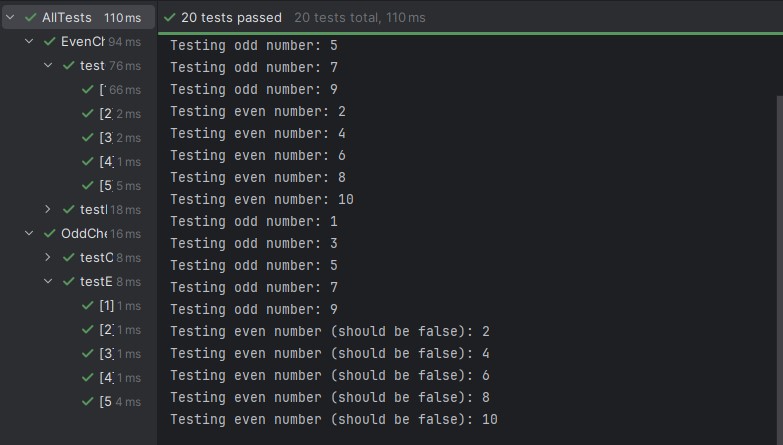 AllTests 110 ms
20 tests passed 20 tests total, 110 ms
EvenCh 94 ms
test 76 ms
[ 66 ms
[2] 2 ms
[3] 2 ms
[4] 1 ms
[5] 5 ms
test 18 ms
OddChe 16 ms
testO 8 ms
testE 8 ms
[1] 1 ms
[2] 1 ms
[3] 1 ms
[4] 1 ms
[5 4 ms
Testing odd number: 5
Testing odd number: 7
Testing odd number: 9
Testing even number: 2
Testing even number: 4
Testing even number: 6
Testing even number: 8
Testing even number: 10
Testing odd number: 1
Testing odd number: 3
Testing odd number: 5
Testing odd number: 7
Testing odd number: 9
Testing even number (should be false): 2
Testing even number (should be false): 4
Testing even number (should be false): 6
Testing even number (should be false): 8
Testing even number (should be false): 10